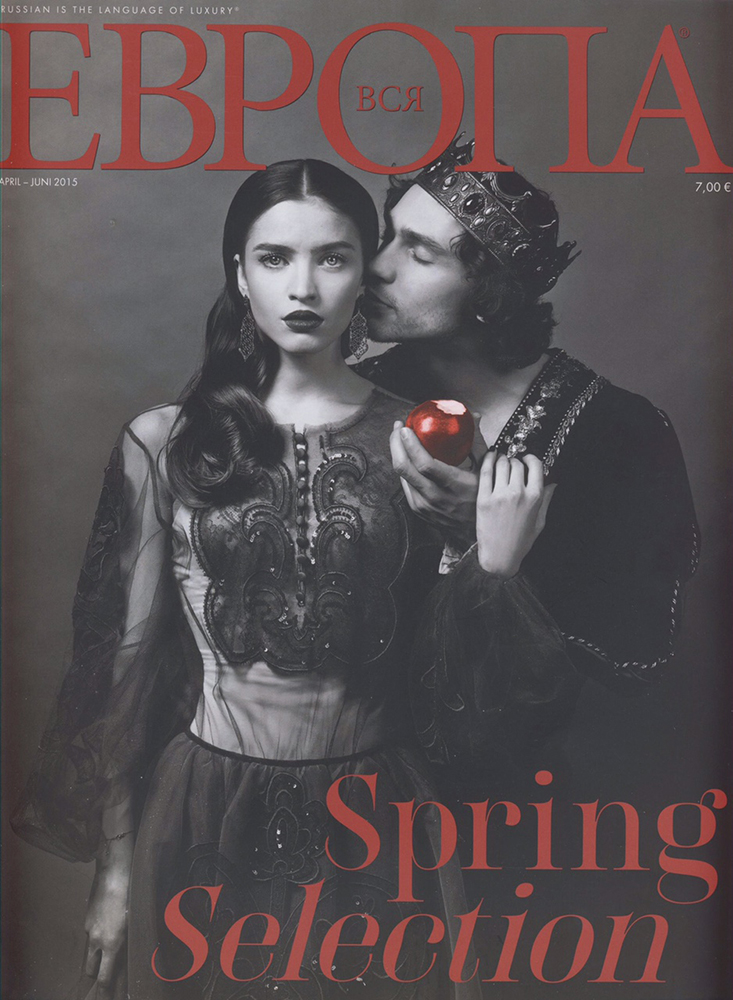 RUSSIAN IS THE LANGUAGE OF LUXURY®
ЕВРОПА®
ВСЯ
APRIL – JUNI 2015
7,00 €
Spring
Selection